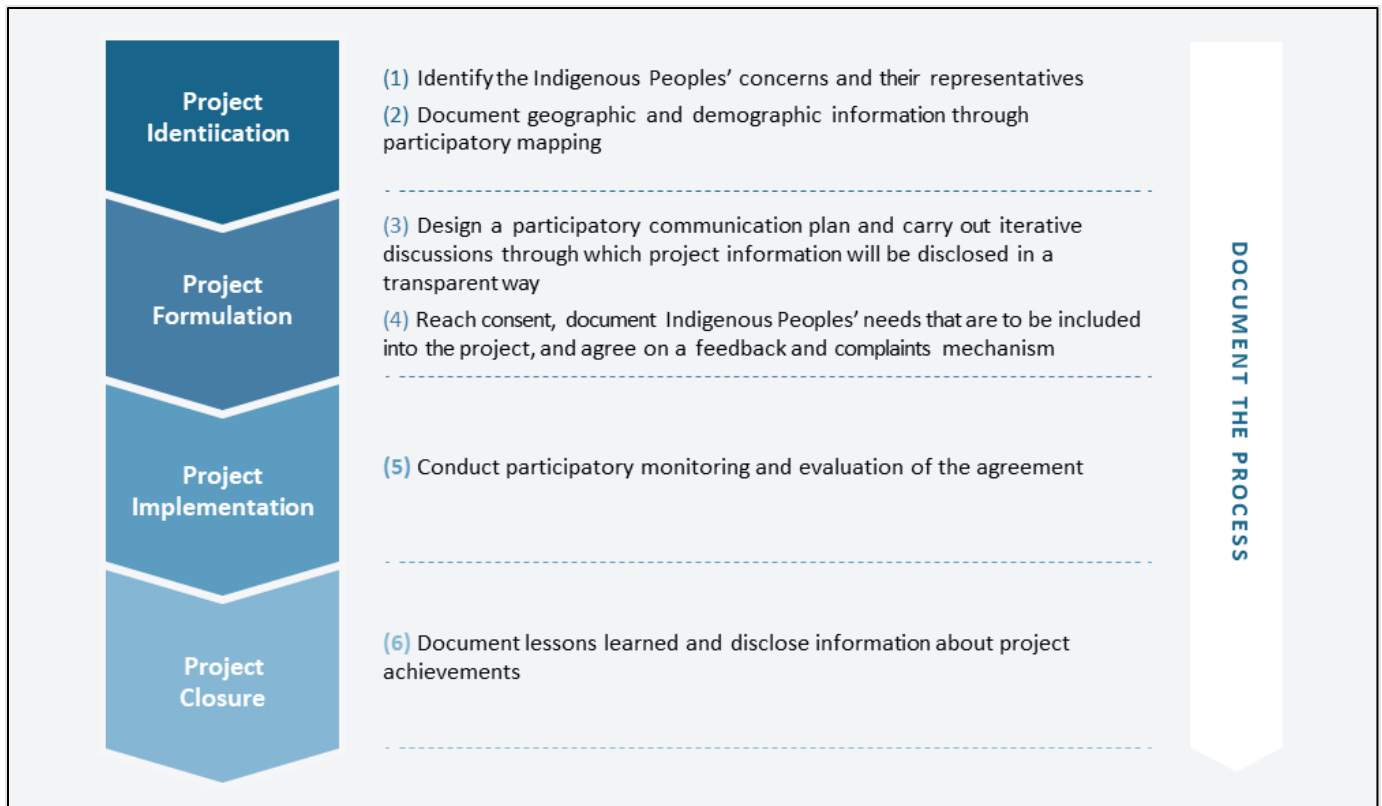 Project
Identiication
(1) Identify the Indigenous Peoples’ concerns and their representatives
(2) Document geographic and demographic information through
participatory mapping
Project
Formulation
(3) Design a participatory communication plan and carry out iterative
discussions through which project information will be disclosed in a
transparent way
(4) Reach consent, document Indigenous Peoples’ needs that are to be included
into the project, and agree on a feedback and complaints mechanism
Project
Implementation
(5) Conduct participatory monitoring and evaluation of the agreement
Project
Closure
(6) Document lessons learned and disclose information about project
achievements
DOCUMENT THE PROCESS